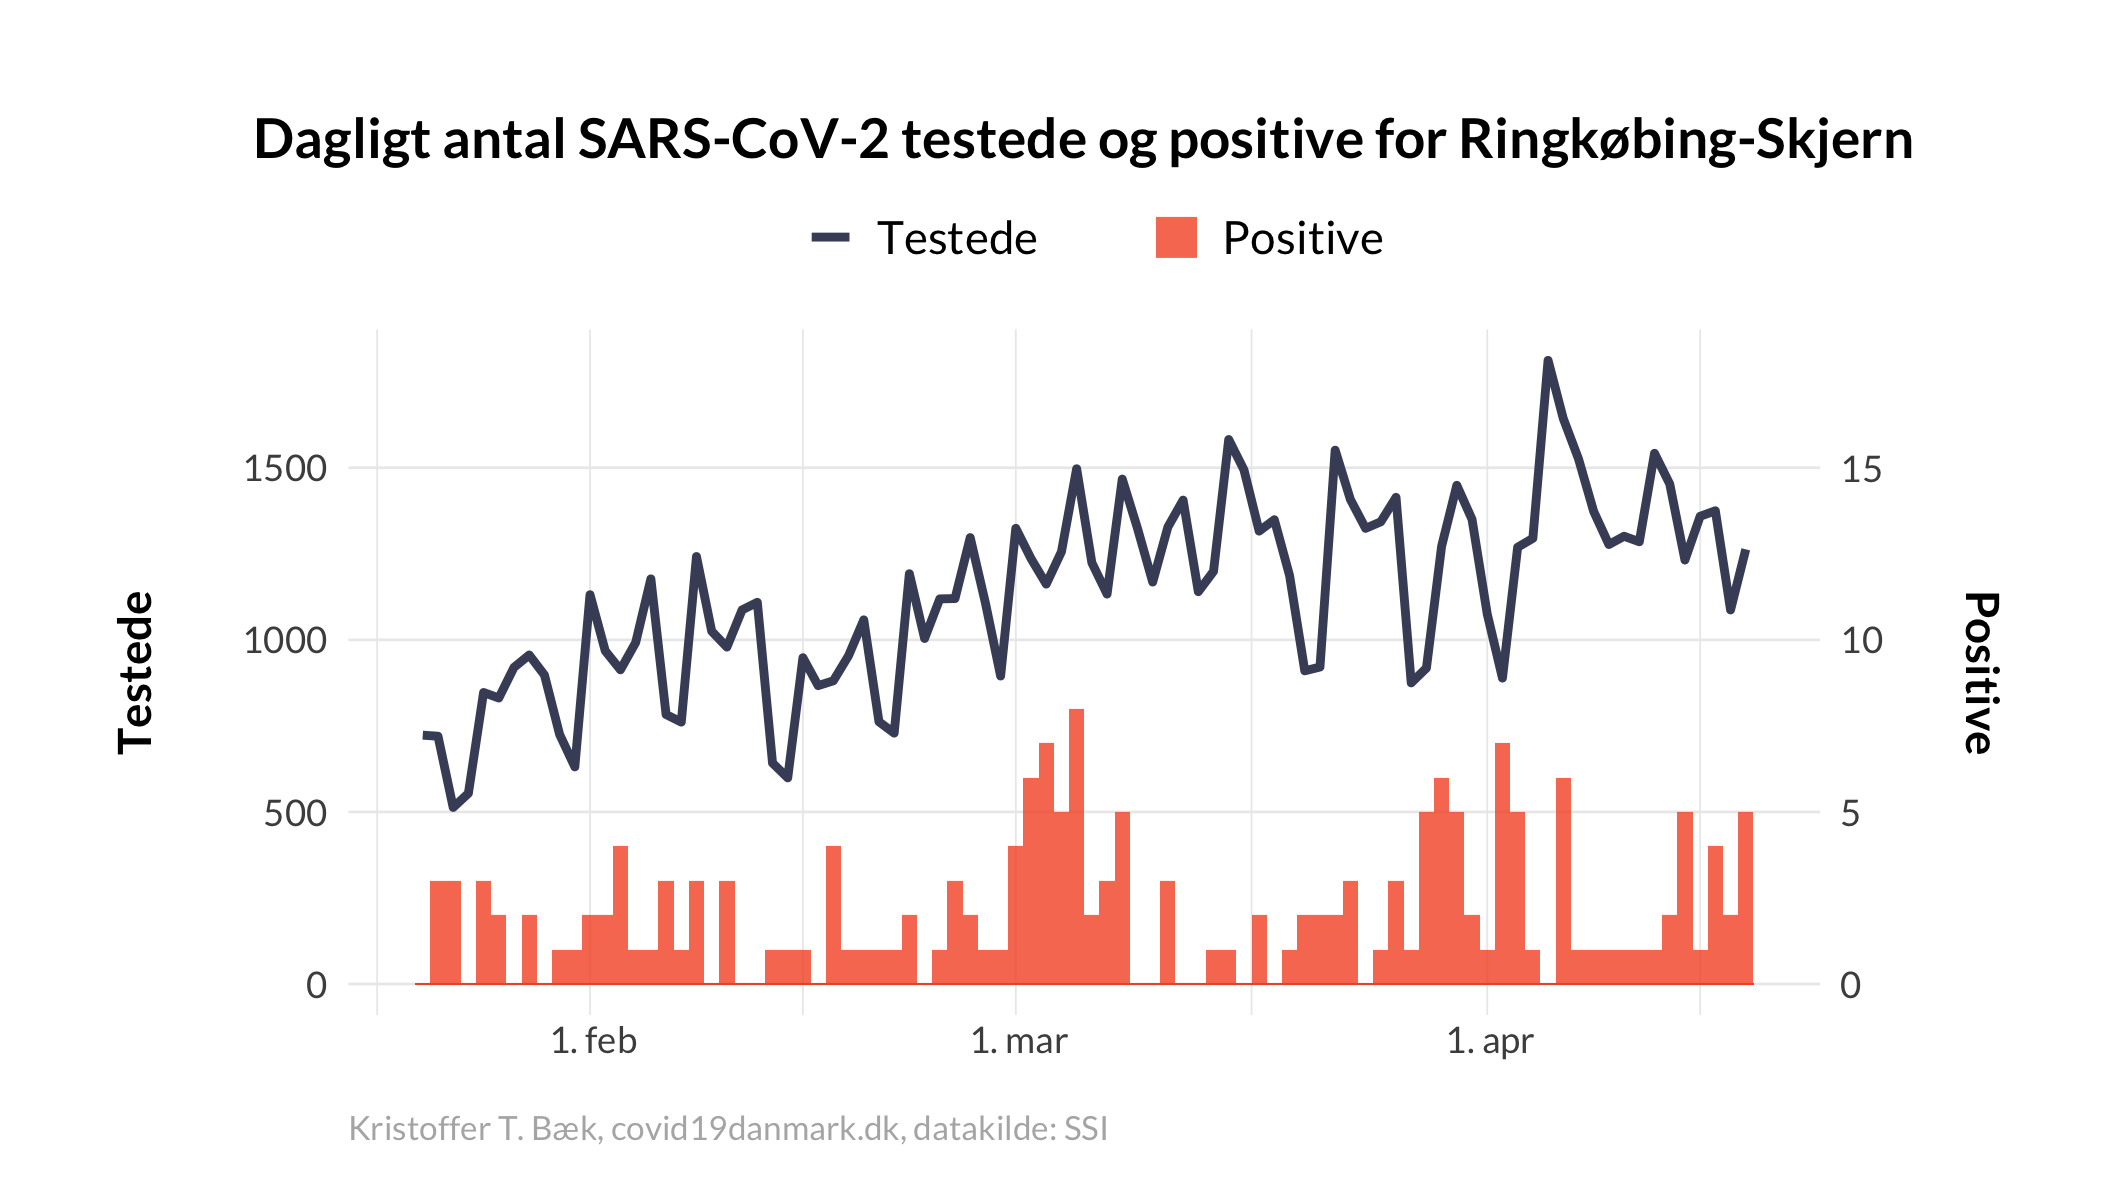 Dagligt antal SARS-CoV-2 testede og positive for Ringkøbing-Skjern
Testede Positive
1500
1000
500
0
Testede
15
10
5
0
Positive
1. feb 1. mar 1. apr
Kristoffer T. Bæk, covid19danmark.dk, datakilde: SSI